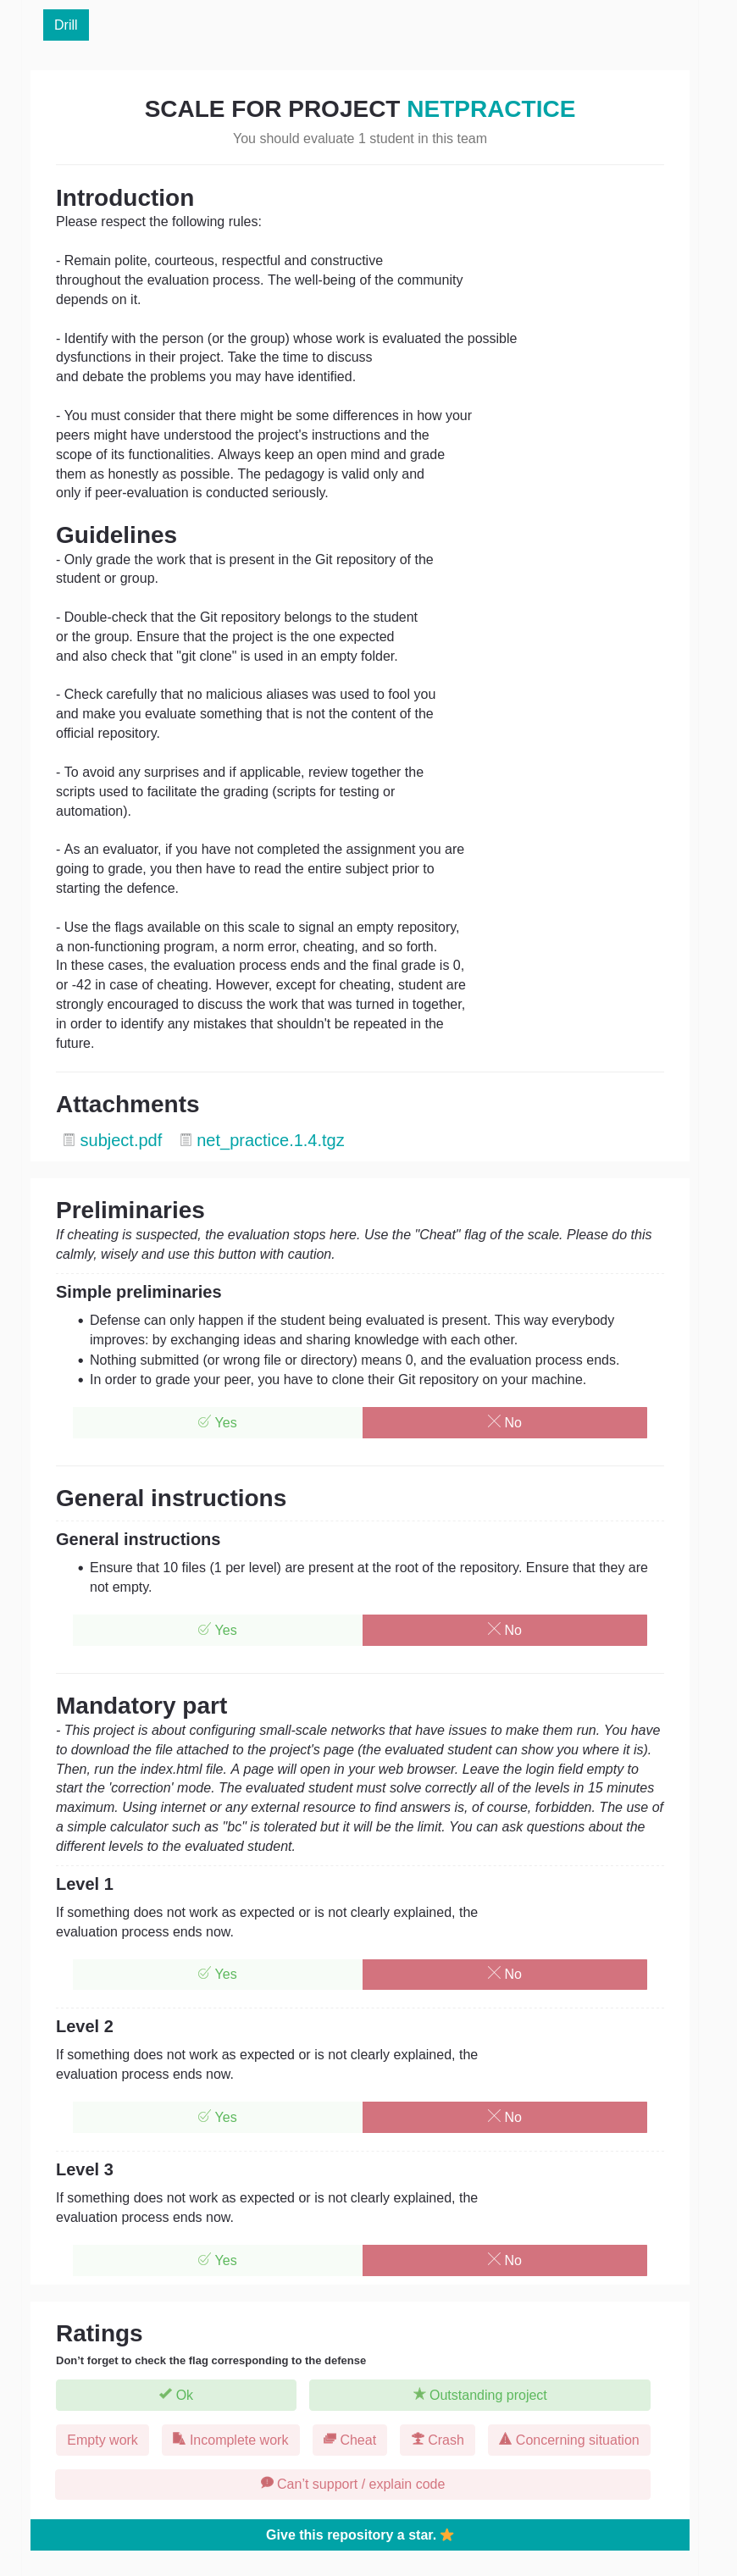 Drill
SCALE FOR PROJECT NETPRACTICE
You should evaluate 1 student in this team
Introduction
Please respect the following rules:
- Remain polite, courteous, respectful and constructive
throughout the evaluation process. The well-being of the community
depends on it.
- Identify with the person (or the group) whose work is evaluated the possible
dysfunctions in their project. Take the time to discuss
and debate the problems you may have identified.
- You must consider that there might be some differences in how your
peers might have understood the project's instructions and the
scope of its functionalities. Always keep an open mind and grade
them as honestly as possible. The pedagogy is valid only and
only if peer-evaluation is conducted seriously.
Guidelines
- Only grade the work that is present in the Git repository of the
student or group.
- Double-check that the Git repository belongs to the student
or the group. Ensure that the project is the one expected
and also check that "git clone" is used in an empty folder.
- Check carefully that no malicious aliases was used to fool you
and make you evaluate something that is not the content of the
official repository.
- To avoid any surprises and if applicable, review together the
scripts used to facilitate the grading (scripts for testing or
automation).
- As an evaluator, if you have not completed the assignment you are
going to grade, you then have to read the entire subject prior to
starting the defence.
- Use the flags available on this scale to signal an empty repository,
a non-functioning program, a norm error, cheating, and so forth.
In these cases, the evaluation process ends and the final grade is 0,
or -42 in case of cheating. However, except for cheating, student are
strongly encouraged to discuss the work that was turned in together,
in order to identify any mistakes that shouldn't be repeated in the
future.
Attachments
subject.pdf net_practice.1.4.tgz
Preliminaries
If cheating is suspected, the evaluation stops here. Use the "Cheat" flag of the scale. Please do this
calmly, wisely and use this button with caution.
Simple preliminaries
• Defense can only happen if the student being evaluated is present. This way everybody
improves: by exchanging ideas and sharing knowledge with each other.
• Nothing submitted (or wrong file or directory) means 0, and the evaluation process ends.
• In order to grade your peer, you have to clone their Git repository on your machine.
Yes No
General instructions
General instructions
• Ensure that 10 files (1 per level) are present at the root of the repository. Ensure that they are
not empty.
Yes No
Mandatory part
- This project is about configuring small-scale networks that have issues to make them run. You have
to download the file attached to the project's page (the evaluated student can show you where it is).
Then, run the index.html file. A page will open in your web browser. Leave the login field empty to
start the 'correction' mode. The evaluated student must solve correctly all of the levels in 15 minutes
maximum. Using internet or any external resource to find answers is, of course, forbidden. The use of
a simple calculator such as "bc" is tolerated but it will be the limit. You can ask questions about the
different levels to the evaluated student.
Level 1
If something does not work as expected or is not clearly explained, the
evaluation process ends now.
Yes No
Level 2
If something does not work as expected or is not clearly explained, the
evaluation process ends now.
Yes No
Level 3
If something does not work as expected or is not clearly explained, the
evaluation process ends now.
Yes No
Ratings
Don’t forget to check the flag corresponding to the defense
Ok Outstanding project
Empty work Incomplete work Cheat Crash Concerning situation
Can’t support / explain code
Give this repository a star.